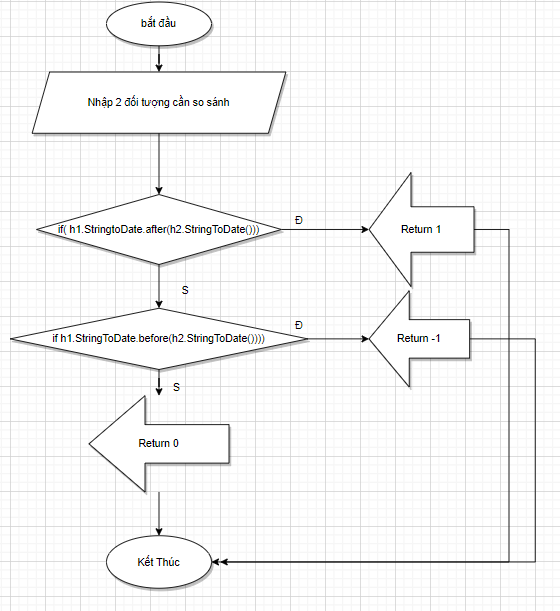 bắt đầu
Nhập 2 đối tượng cần so sánh
if( h1.StringtoDate.after(h2.StringToDate()))
Đ
Return 1
S
if h1.StringToDate.before(h2.StringToDate())))
Đ
Return -1
S
Return 0
Kết Thúc